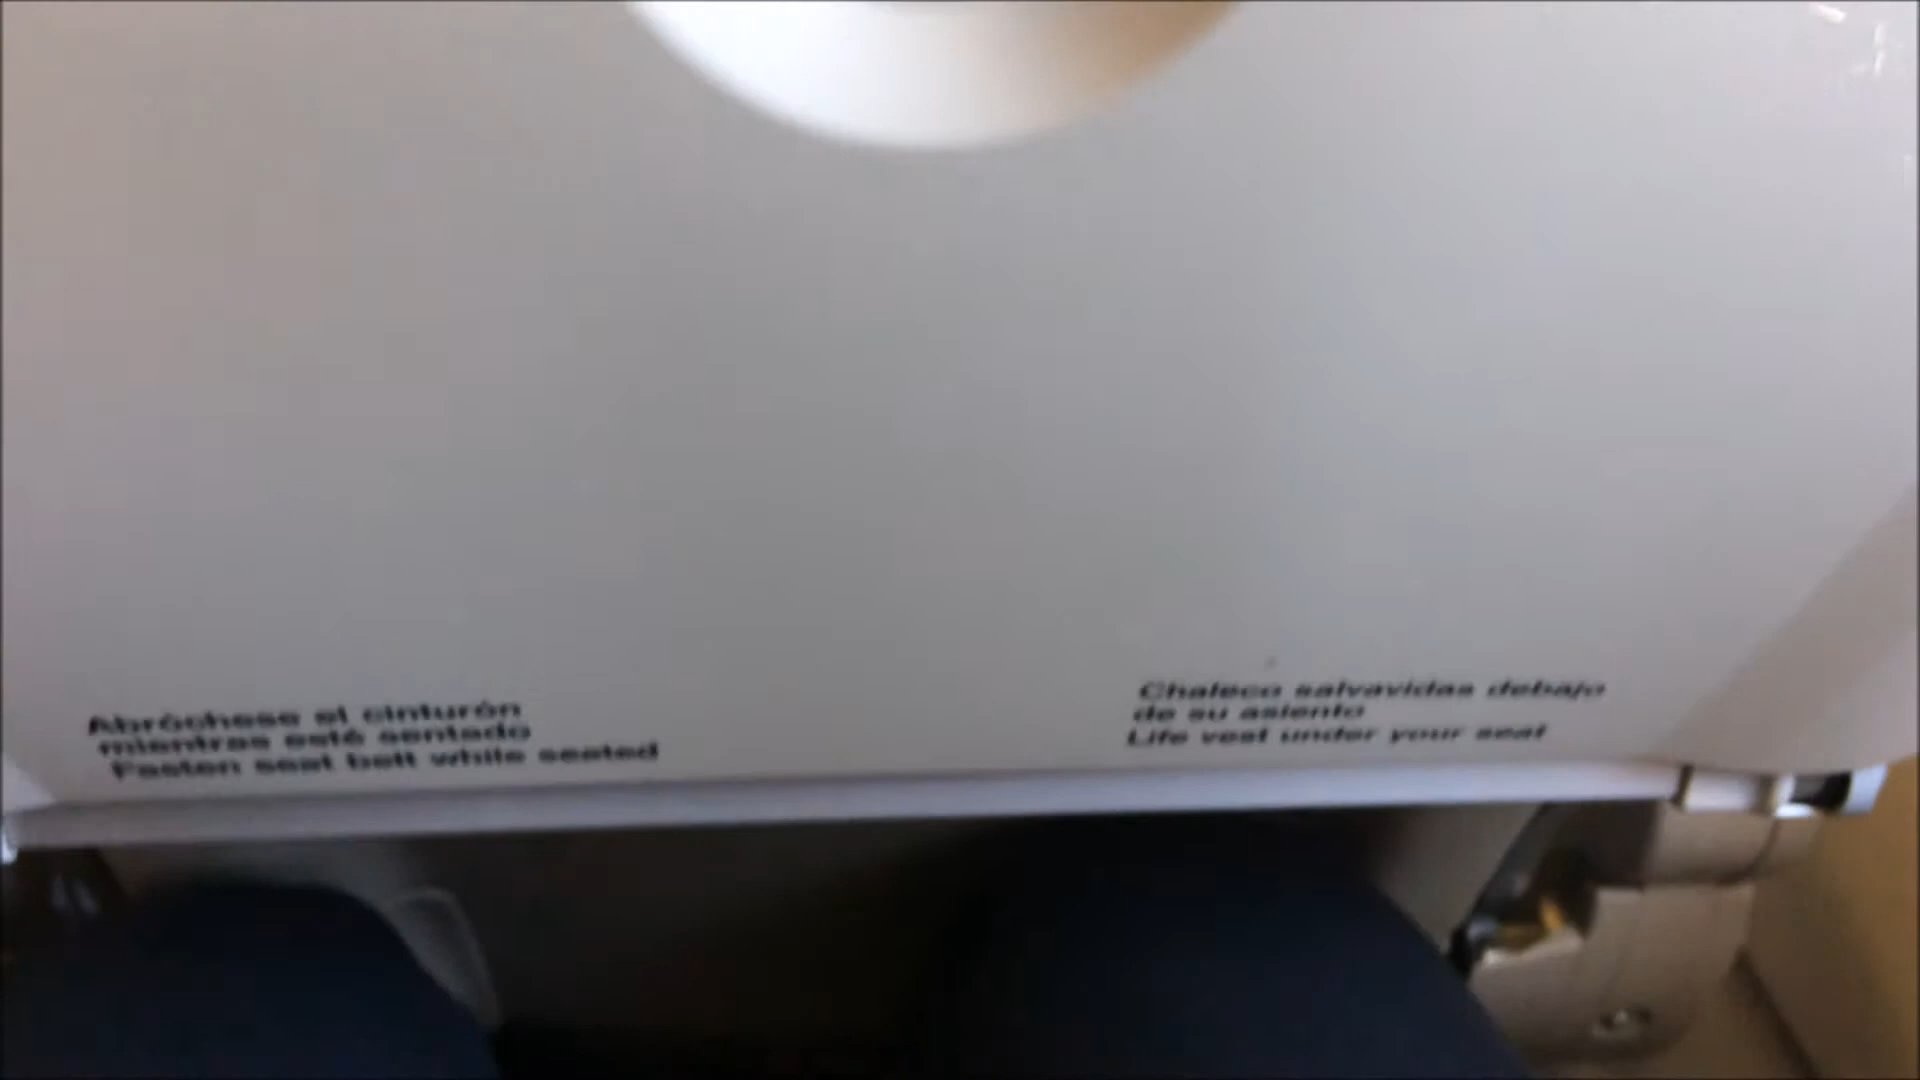 Abróchese el cinturón
mientras esté sentado
Fasten seat belt while seated
Chaleco salvavidas debajo
de su asiento
Life vest under your seat